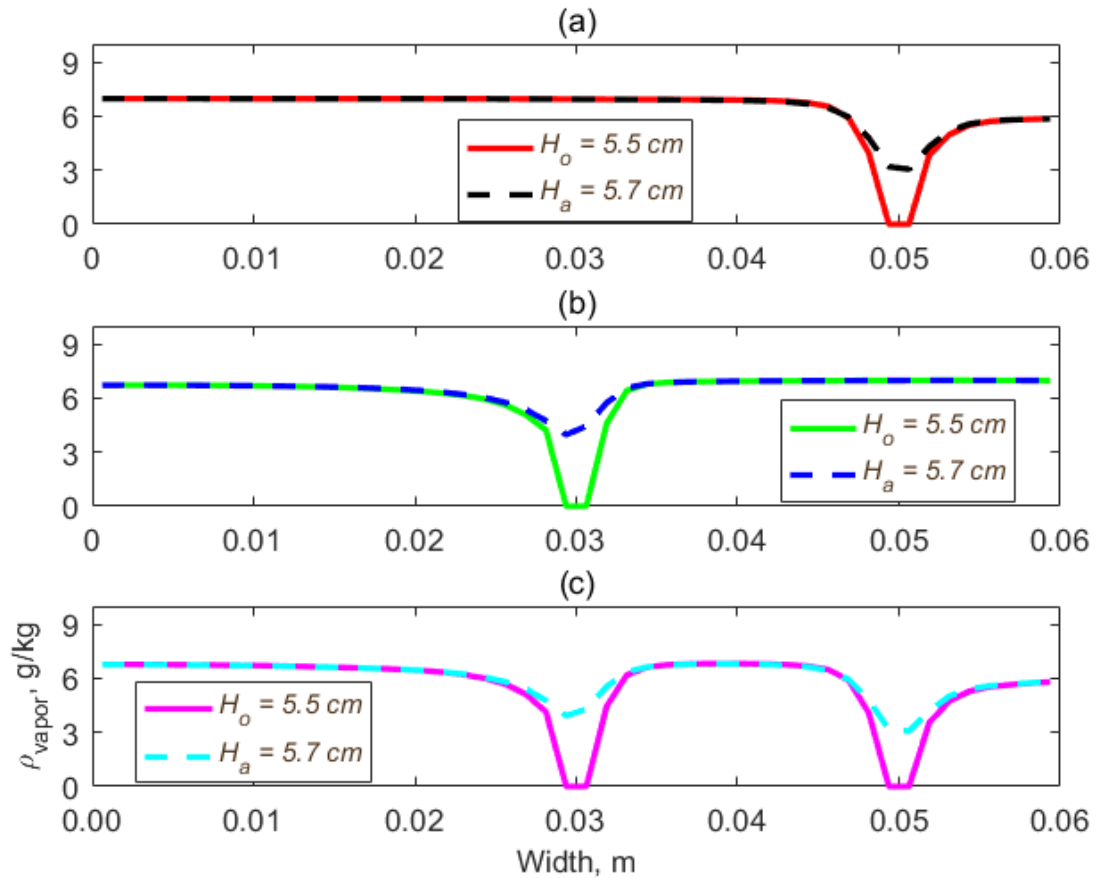 (a)
9
6
3
0
H_o = 5.5 cm
H_a = 5.7 cm
0 0.01 0.02 0.03 0.04 0.05 0.06
(b)
9
6
3
0
H_o = 5.5 cm
H_a = 5.7 cm
0 0.01 0.02 0.03 0.04 0.05 0.06
(c)
ρ_vapor, g/kg
9
6
3
0
H_o = 5.5 cm
H_a = 5.7 cm
0.00 0.01 0.02 0.03 0.04 0.05 0.06
Width, m